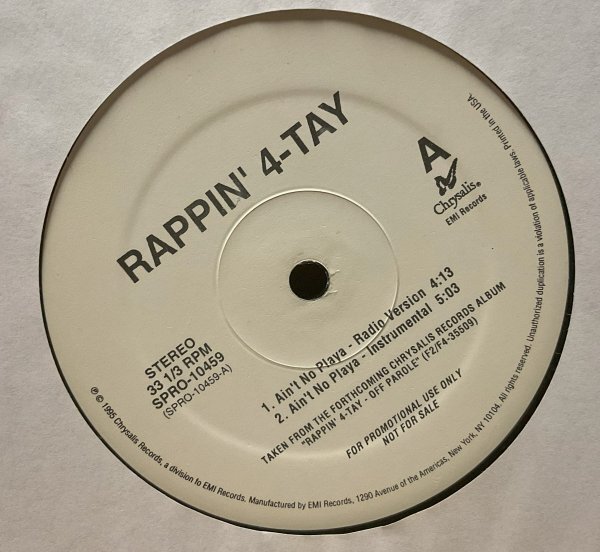 RAPPIN' 4-TAY
A
Chrysalis®
EMI Records
STEREO
33 1/3 RPM
SPRO-10459
(SPRO-10459-A)
1. Ain't No Playa - Radio Version 4:13
2. Ain't No Playa - Instrumental 5:03
TAKEN FROM THE FORTHCOMING CHRYSALIS RECORDS ALBUM
"RAPPIN' 4-TAY - OFF PAROLE" (F2/F4-35509)
FOR PROMOTIONAL USE ONLY
NOT FOR SALE
℗ © 1995 Chrysalis Records, a division fo EMI Records. Manufactured by EMI Records, 1290 Avenue of the Americas, New York, NY 10104. All rights reserved. Unauthorized duplication is a violation of applicable laws. Printed in the USA.